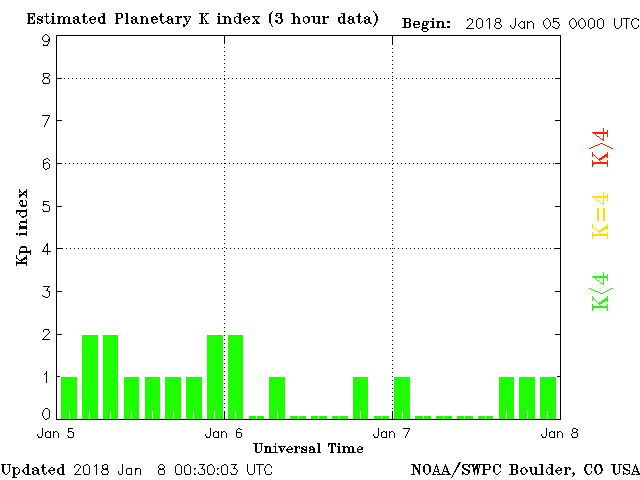 Estimated Planetary K index (3 hour data) Begin: 2018 Jan 05 0000 UTC
9
8
7
6
5
4
3
2
1
0
Kp index
K>4
K=4
K<4
Jan 5 Jan 6 Jan 7 Jan 8
Universal Time
Updated 2018 Jan 8 00:30:03 UTC NOAA/SWPC Boulder, CO USA